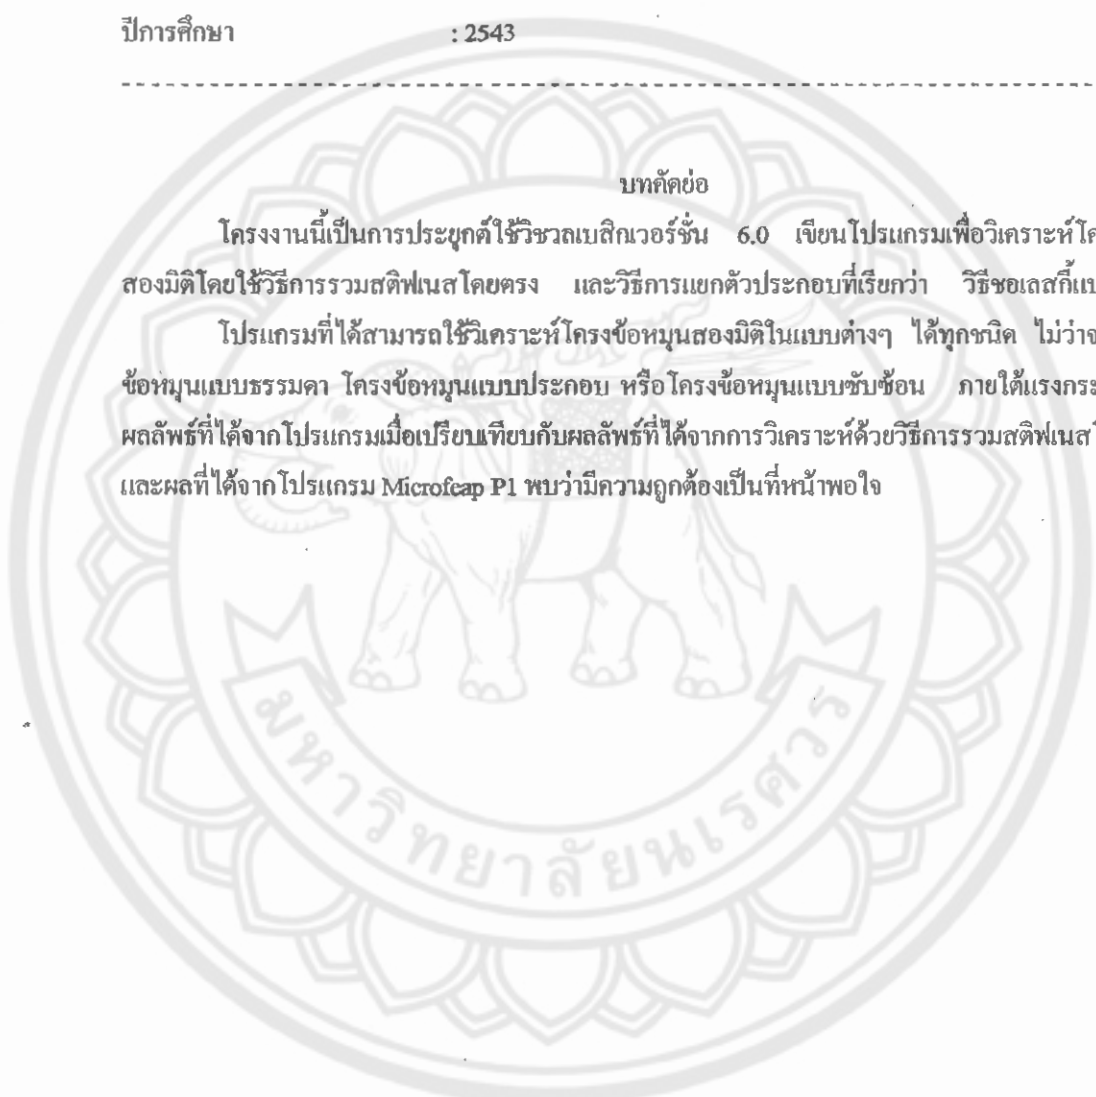 ปีการศึกษา : 2543
บทคัดย่อ
โครงงานนี้เป็นการประยุกต์ใช้วิชวลเบสิกเวอร์ชั่น 6.0 เขียนโปรแกรมเพื่อวิเคราะห์โค
สองมิติโดยใช้วิธีการรวมสติฟเนสโดยตรง และวิธีการแยกตัวประกอบที่เรียกว่า วิธีชอเลสกี้แบ
โปรแกรมที่ได้สามารถใช้วิเคราะห์โครงข้อหมุนสองมิติในแบบต่างๆ ได้ทุกชนิด ไม่ว่าจ
ข้อหมุนแบบธรรมดา โครงข้อหมุนแบบประกอบ หรือโครงข้อหมุนแบบซับซ้อน ภายใต้แรงกระ
ผลลัพธ์ที่ได้จากโปรแกรมเมื่อเปรียบเทียบกับผลลัพธ์ที่ได้จากการวิเคราะห์ด้วยวิธีการรวมสติฟเนสโ
และผลที่ได้จากโปรแกรม Microfeap P1 พบว่ามีความถูกต้องเป็นที่หน้าพอใจ
มหาวิทยาลัยนเรศวร